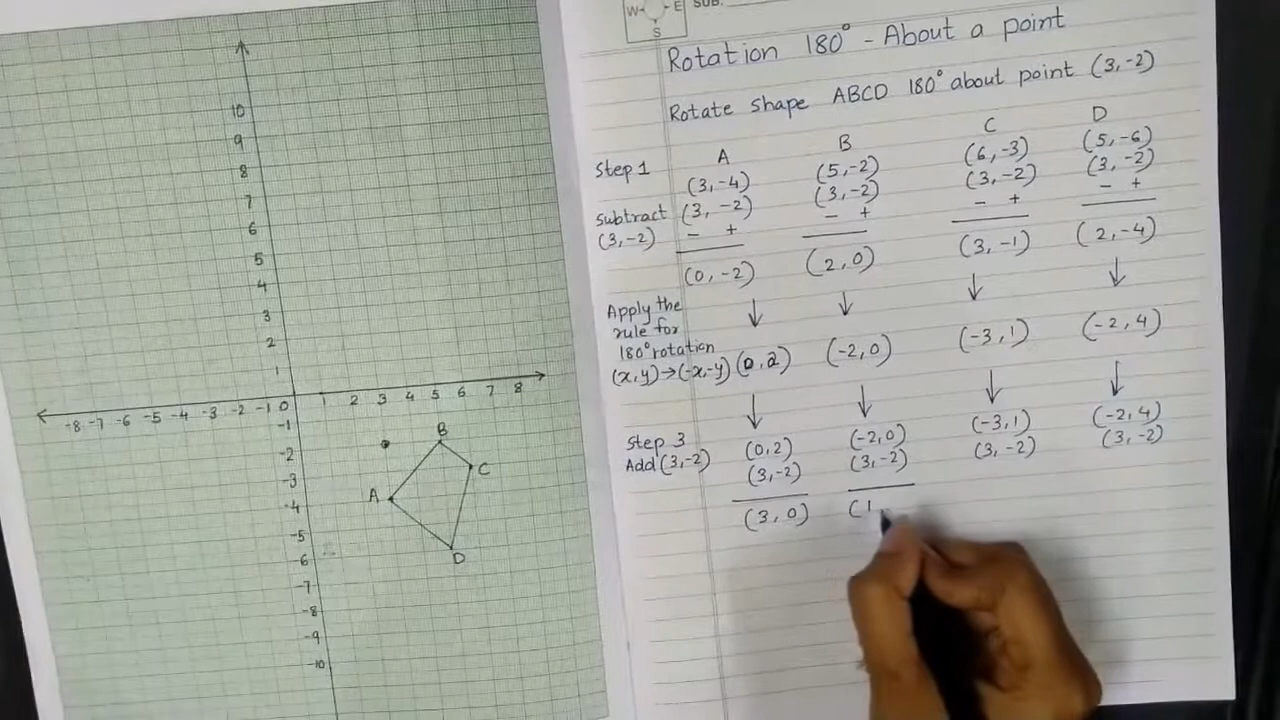 W E
S
SUB:
Rotation 180° - About a point
Rotate shape ABCD 180° about point (3,-2)
Step 1 A B C D
(3,-4) (5,-2) (6,-3) (5,-6)
subtract (3,-2) (3,-2) (3,-2) (3,-2)
(3,-2) - + - + - + - +
(0,-2) (2,0) (3,-1) (2,-4)
Apply the ↓ ↓ ↓ ↓
rule for
180° rotation
(x,y)→(-x,-y) (0,2) (-2,0) (-3,1) (-2,4)
↓ ↓ ↓ ↓
Step 3 (0,2) (-2,0) (-3,1) (-2,4)
Add (3,-2) (3,-2) (3,-2) (3,-2) (3,-2)
(3,0) (1,
10
9
8
7
6
5
4
3
2
1
-8 -7 -6 -5 -4 -3 -2 -1 0 1 2 3 4 5 6 7 8
-1
-2
-3
-4
-5
-6
-7
-8
-9
-10
B
C
A
D